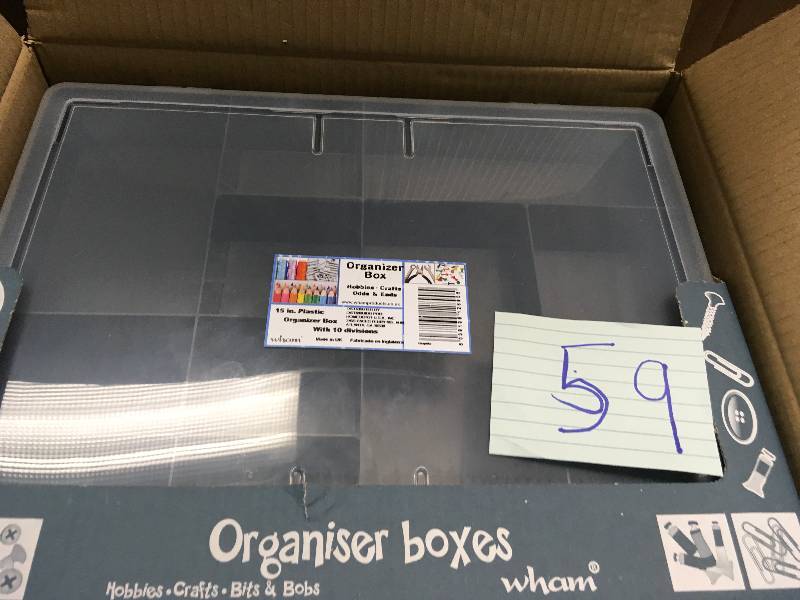 Organizer
Box
Hobbies · Crafts
Odds & Ends
15 in. Plastic
Organizer Box
With 10 divisions
Made in UK
59
Organiser boxes
Hobbies • Crafts • Bits & Bobs
wham®